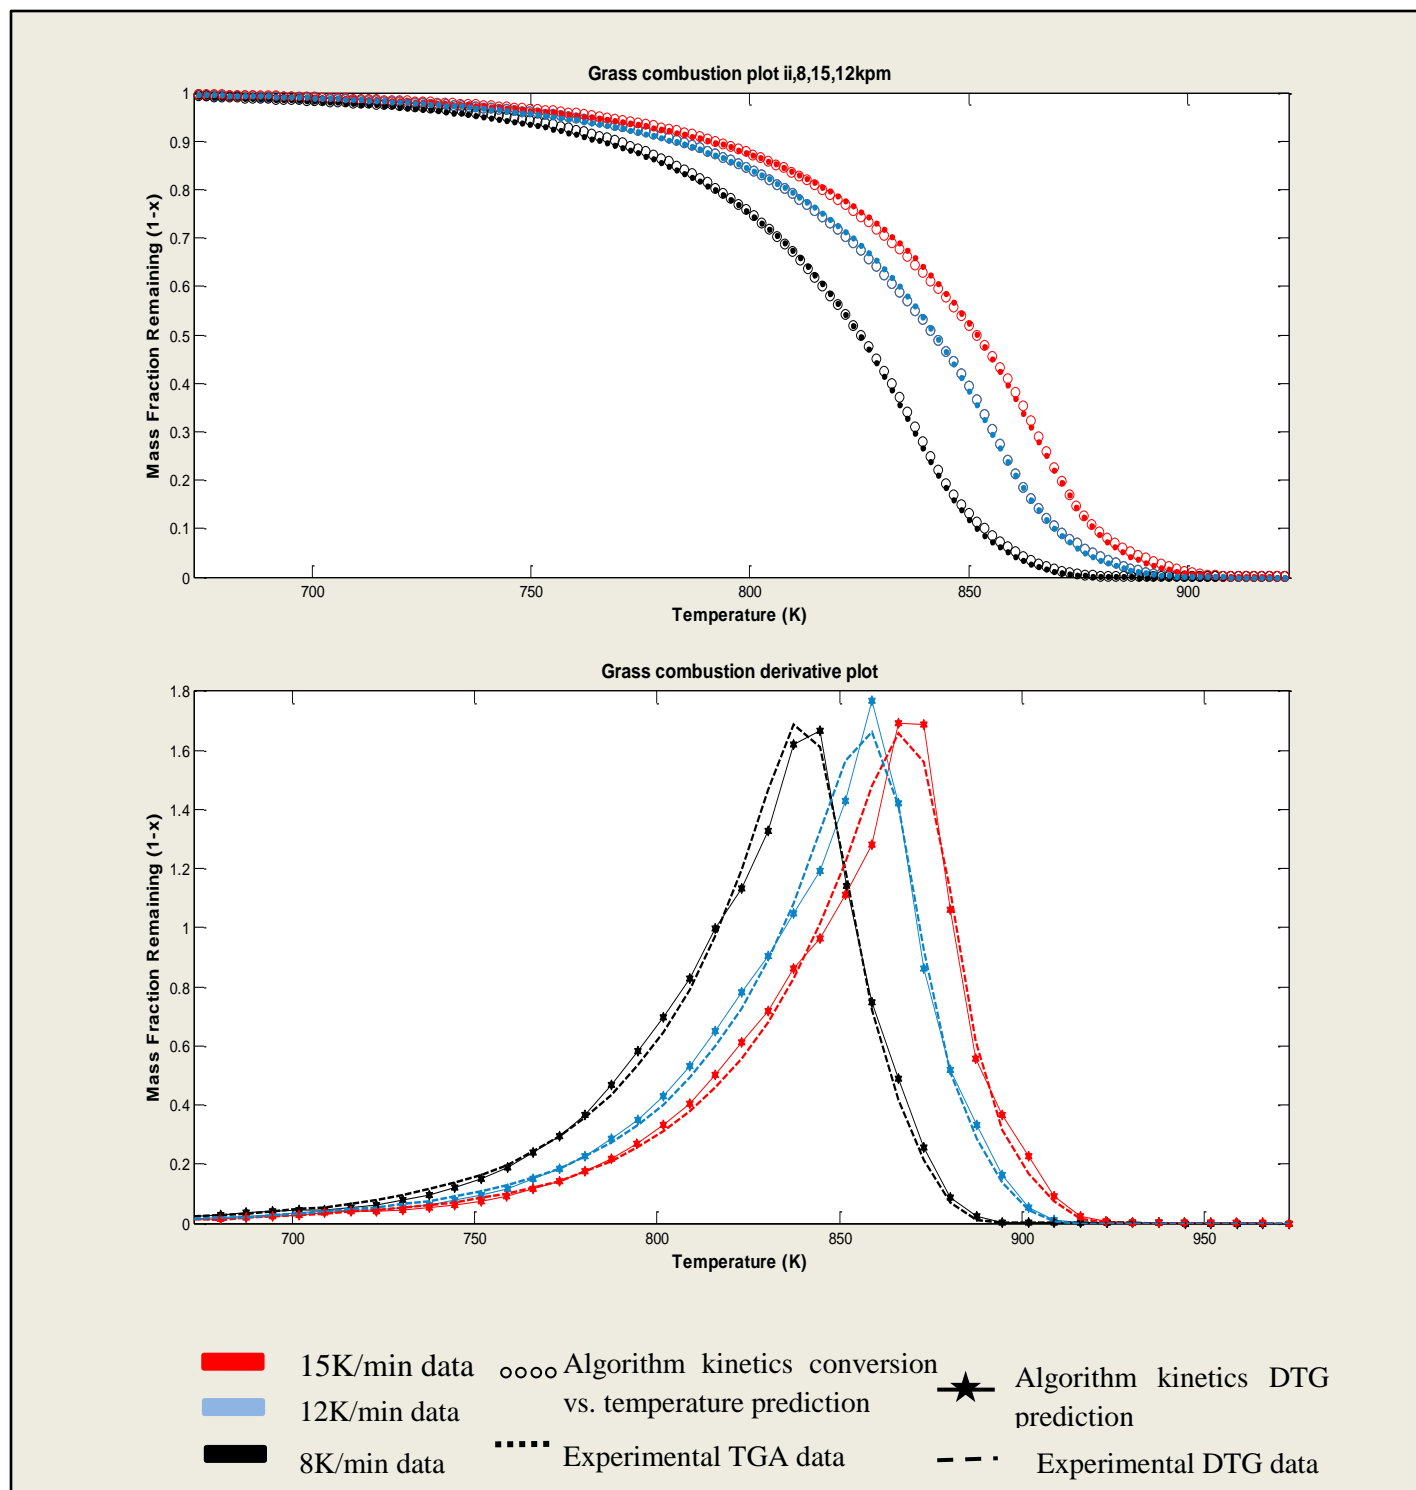 Grass combustion plot ii,8,15,12kpm
Mass Fraction Remaining (1-x)
1
0.9
0.8
0.7
0.6
0.5
0.4
0.3
0.2
0.1
0
700 750 800 850 900
Temperature (K)
Grass combustion derivative plot
Mass Fraction Remaining (1-x)
1.8
1.6
1.4
1.2
1
0.8
0.6
0.4
0.2
0
700 750 800 850 900 950
Temperature (K)
15K/min data
12K/min data
8K/min data
Algorithm kinetics conversion
vs. temperature prediction
Experimental TGA data
Algorithm kinetics DTG
prediction
Experimental DTG data